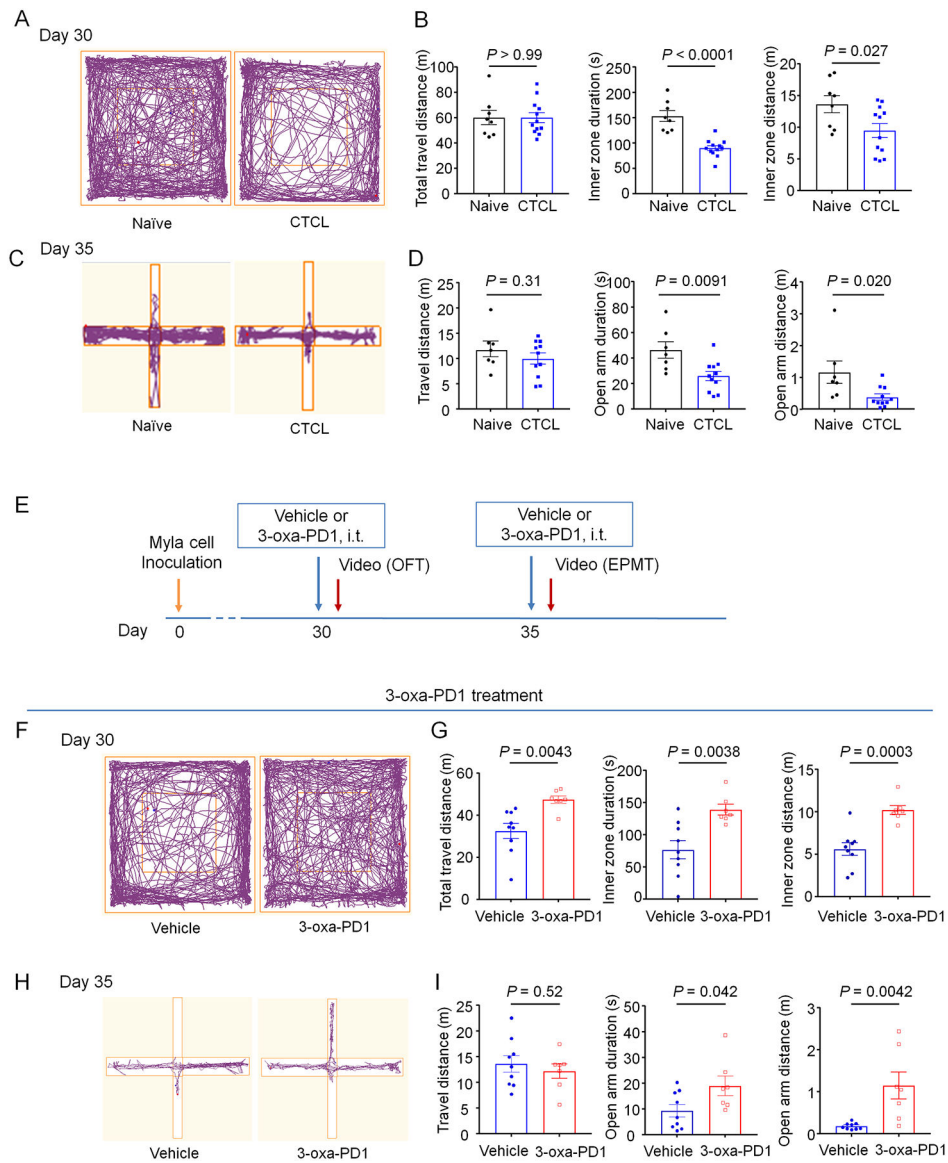 A
Day 30
Naïve
CTCL
B
P > 0.99
Total travel distance (m)
100
80
60
40
20
0
Naive CTCL
P < 0.0001
Inner zone duration (s)
250
200
150
100
50
0
Naive CTCL
P = 0.027
Inner zone distance (m)
20
15
10
5
0
Naive CTCL
Day 35
C
Naïve
CTCL
D
P = 0.31
Travel distance (m)
25
20
15
10
5
0
Naive CTCL
P = 0.0091
Open arm duration (s)
100
80
60
40
20
0
Naive CTCL
P = 0.020
Open arm distance (m)
4
3
2
1
0
Naive CTCL
E
Myla cell
Inoculation
Vehicle or
3-oxa-PD1, i.t.
Video (OFT)
Vehicle or
3-oxa-PD1, i.t.
Video (EPMT)
Day 0 30 35
3-oxa-PD1 treatment
F
Day 30
Vehicle
3-oxa-PD1
G
P = 0.0043
Total travel distance (m)
60
40
20
0
Vehicle 3-oxa-PD1
P = 0.0038
Inner zone duration (s)
200
150
100
50
0
Vehicle 3-oxa-PD1
P = 0.0003
Inner zone distance (m)
15
10
5
0
Vehicle 3-oxa-PD1
H
Day 35
Vehicle
3-oxa-PD1
I
P = 0.52
Travel distance (m)
25
20
15
10
5
0
Vehicle 3-oxa-PD1
P = 0.042
Open arm duration (s)
50
40
30
20
10
0
Vehicle 3-oxa-PD1
P = 0.0042
Open arm distance (m)
3
2
1
0
Vehicle 3-oxa-PD1